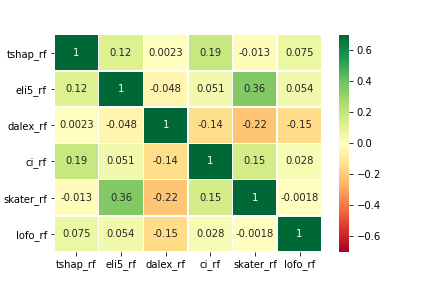 tshap_rf 1 0.12 0.0023 0.19 -0.013 0.075
eli5_rf 0.12 1 -0.048 0.051 0.36 0.054
dalex_rf 0.0023 -0.048 1 -0.14 -0.22 -0.15
ci_rf 0.19 0.051 -0.14 1 0.15 0.028
skater_rf -0.013 0.36 -0.22 0.15 1 -0.0018
lofo_rf 0.075 0.054 -0.15 0.028 -0.0018 1
tshap_rf eli5_rf dalex_rf ci_rf skater_rf lofo_rf
0.6
0.4
0.2
0.0
−0.2
−0.4
−0.6